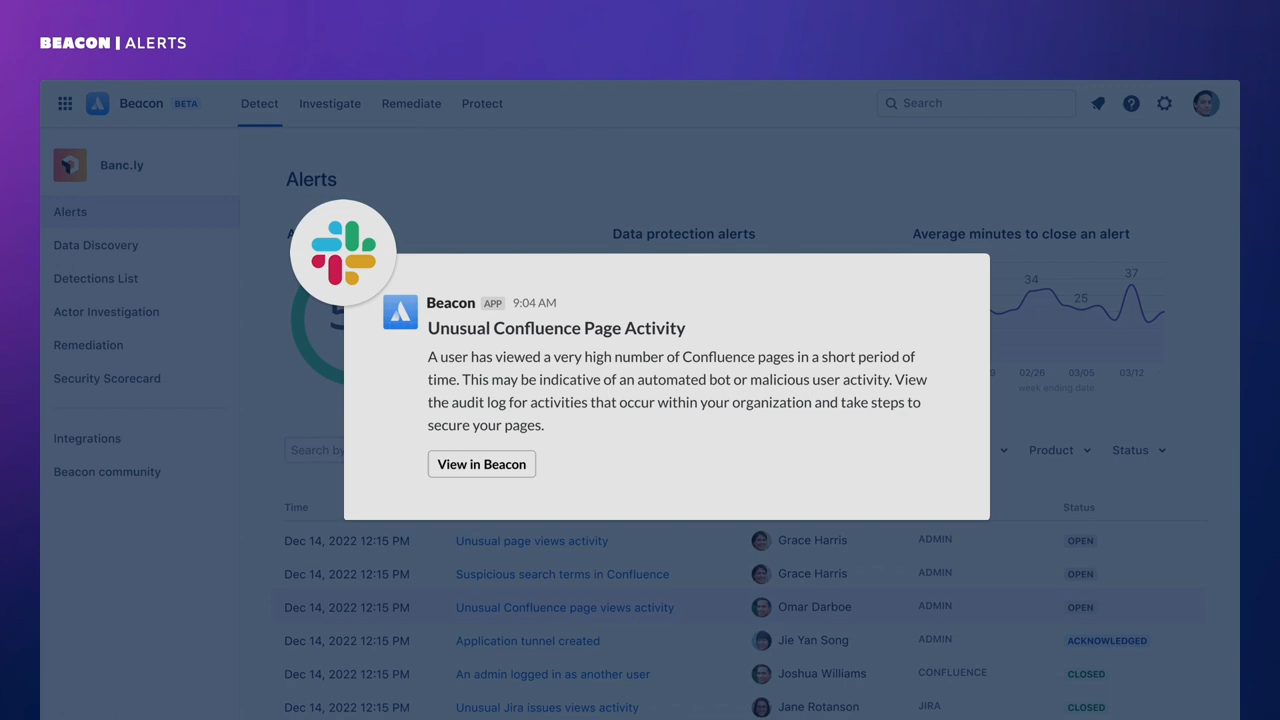 BEACON | ALERTS
Beacon BETA Detect Investigate Remediate Protect Search
Banc.ly
Alerts
Data Discovery
Detections List
Actor Investigation
Remediation
Security Scorecard
Integrations
Beacon community
Alerts
Data protection alerts
Average minutes to close an alert
34
25
37
02/26 03/05 03/12
week ending date
Beacon APP 9:04 AM
Unusual Confluence Page Activity
A user has viewed a very high number of Confluence pages in a short period of
time. This may be indicative of an automated bot or malicious user activity. View
the audit log for activities that occur within your organization and take steps to
secure your pages.
View in Beacon
Search by
Product Status
Time Status
Dec 14, 2022 12:15 PM Unusual page views activity Grace Harris ADMIN OPEN
Dec 14, 2022 12:15 PM Suspicious search terms in Confluence Grace Harris ADMIN OPEN
Dec 14, 2022 12:15 PM Unusual Confluence page views activity Omar Darboe ADMIN OPEN
Dec 14, 2022 12:15 PM Application tunnel created Jie Yan Song ADMIN ACKNOWLEDGED
Dec 14, 2022 12:15 PM An admin logged in as another user Joshua Williams CONFLUENCE CLOSED
Dec 14, 2022 12:15 PM Unusual Jira issues views activity Jane Rotanson JIRA CLOSED